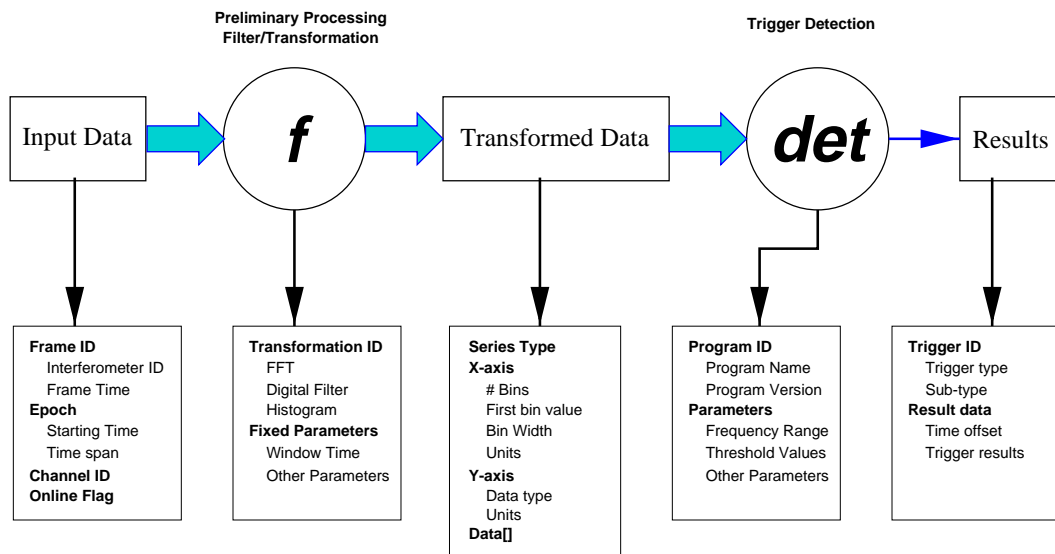 Preliminary Processing
Filter/Transformation
Trigger Detection
Input Data
f
Transformed Data
det
Results
Frame ID
Interferometer ID
Frame Time
Epoch
Starting Time
Time span
Channel ID
Online Flag
Transformation ID
FFT
Digital Filter
Histogram
Fixed Parameters
Window Time
Other Parameters
Series Type
X-axis
# Bins
First bin value
Bin Width
Units
Y-axis
Data type
Units
Data[]
Program ID
Program Name
Program Version
Parameters
Frequency Range
Threshold Values
Other Parameters
Trigger ID
Trigger type
Sub-type
Result data
Time offset
Trigger results